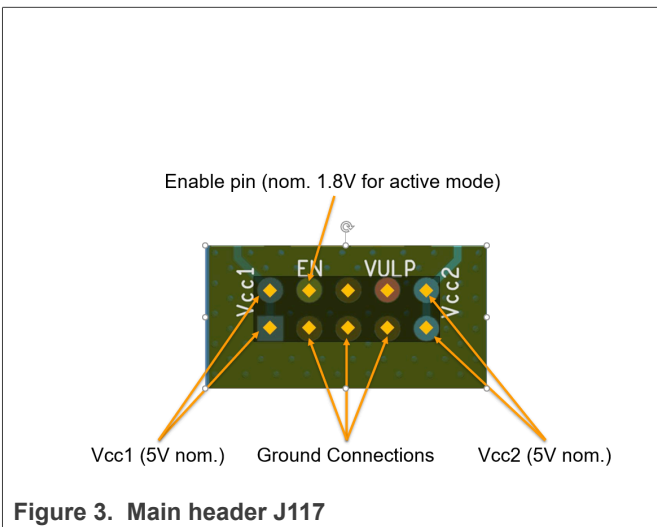 Enable pin (nom. 1.8V for active mode)
EN
VULP
Vcc1
Vcc2
Vcc1 (5V nom.)
Ground Connections
Vcc2 (5V nom.)
Figure 3. Main header J117